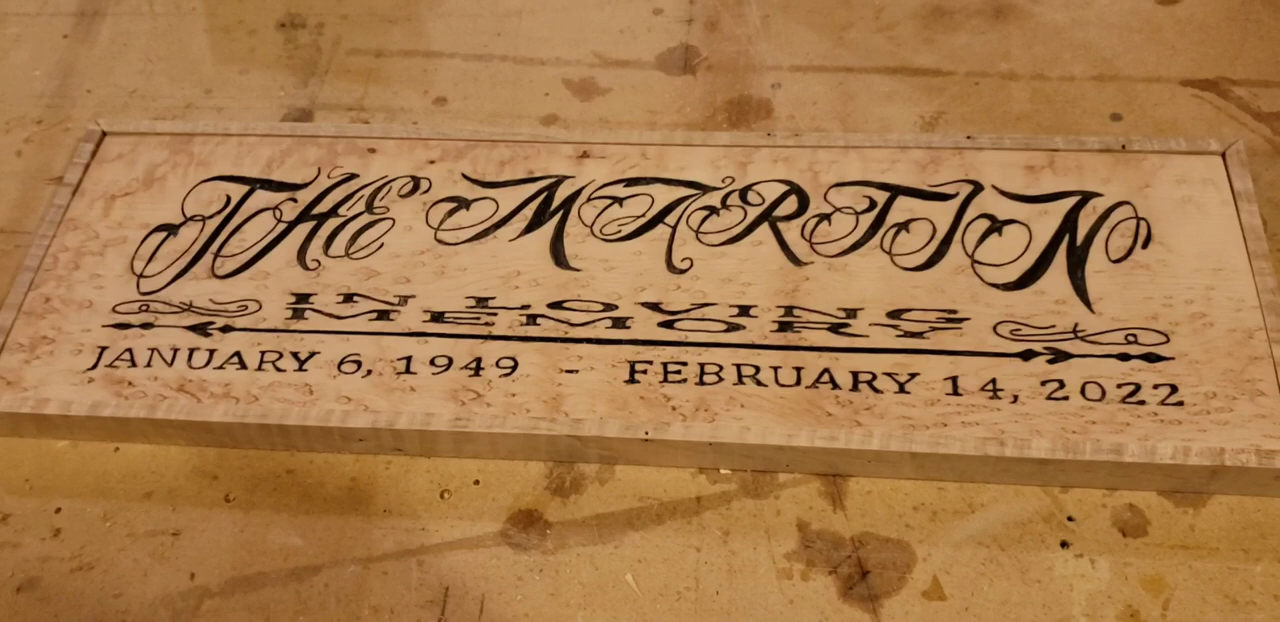 THE MARTIN
IN LOVING
MEMORY
JANUARY 6, 1949 - FEBRUARY 14, 2022